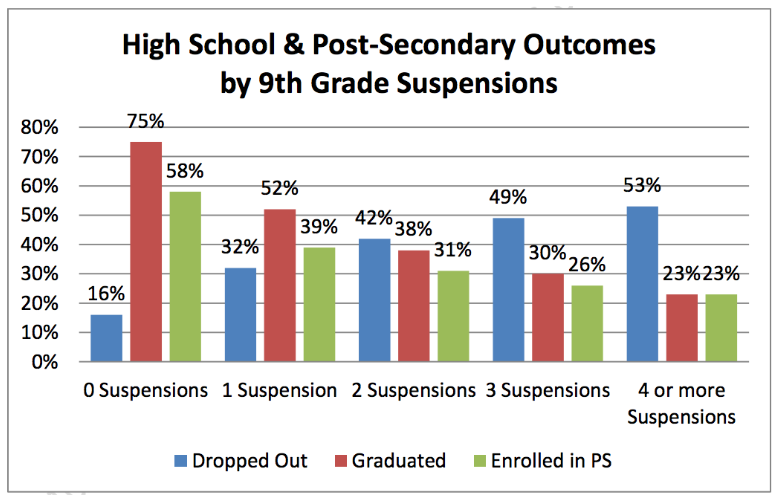 High School & Post-Secondary Outcomes
by 9th Grade Suspensions
80%
70%
60%
50%
40%
30%
20%
10%
0%
16%
75%
58%
32%
52%
39%
42%
38%
31%
49%
30%
26%
53%
23%
23%
0 Suspensions
1 Suspension
2 Suspensions
3 Suspensions
4 or more
Suspensions
Dropped Out
Graduated
Enrolled in PS